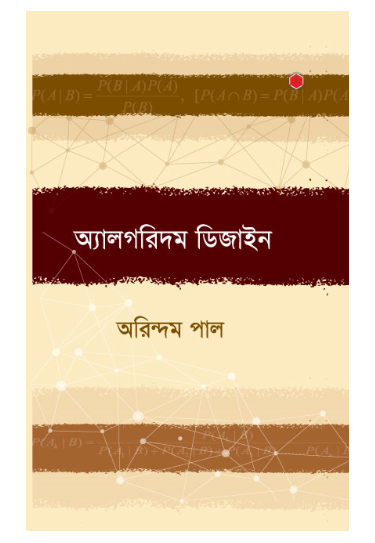 P(A | B) = P(B | A)P(A) / P(B), [P(A ∩ B) = P(B | A)P(A
অ্যালগরিদম ডিজাইন
অরিন্দম পাল